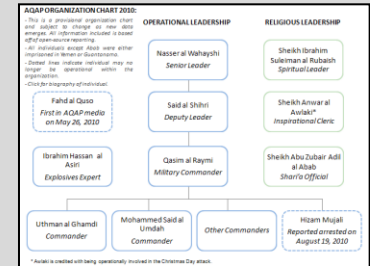 AQAP ORGANIZATION CHART 2010:
- This is a provisional organization
chart and subject to change as new data
emerges. All information included is based
off of open-source reporting.
- All individuals except Abab were either
imprisoned in Yemen or Guantanamo.
- Dotted lines indicate individual may no
longer be operational within the
organization.
- Click for biography of individual.
OPERATIONAL LEADERSHIP
RELIGIOUS LEADERSHIP
Nasser al Wahayshi
Senior Leader
Sheikh Ibrahim
Suleiman al Rubaish
Spiritual Leader
Fahd al Quso
First in AQAP media
on May 26, 2010
Said al Shihri
Deputy Leader
Sheikh Anwar al
Awlaki*
Inspirational Cleric
Ibrahim Hassan al
Asiri
Explosives Expert
Qasim al Raymi
Military Commander
Sheikh Abu Zubair Adil
al Abab
Shari'a Official
Uthman al Ghamdi
Commander
Mohammed Said al
Umdah
Commander
Other Commanders
Hizam Mujali
Reported arrested on
August 19, 2010
* Awlaki is credited with being operationally involved in the Christmas Day attack.